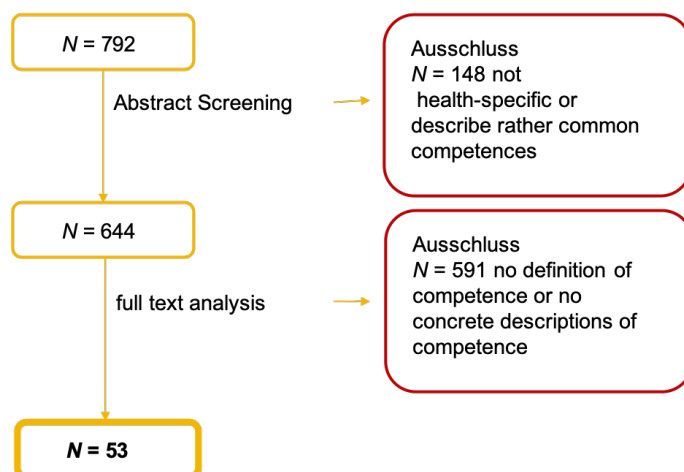 N = 792
Abstract Screening
Ausschluss
N = 148 not
health-specific or
describe rather common
competences
N = 644
full text analysis
Ausschluss
N = 591 no definition of
competence or no
concrete descriptions of
competence
N = 53